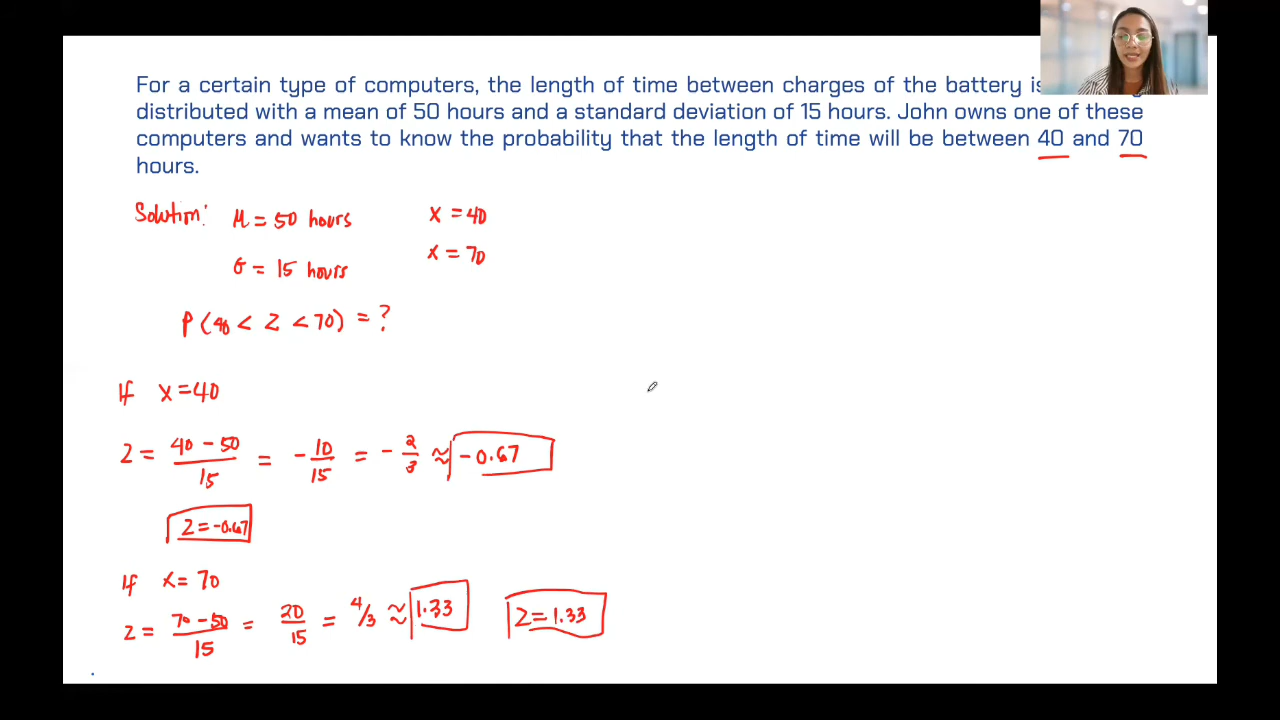 For a certain type of computers, the length of time between charges of the battery is
distributed with a mean of 50 hours and a standard deviation of 15 hours. John owns one of these
computers and wants to know the probability that the length of time will be between 40 and 70
hours.
Solution: μ = 50 hours x = 40
σ = 15 hours x = 70
P(40 < Z < 70) = ?
If x = 40
Z = 40 - 50 / 15 = - 10/15 = - 2/3 ≈ -0.67
Z = -0.67
If x = 70
Z = 70 - 50 / 15 = 20/15 = 4/3 ≈ 1.33 Z = 1.33